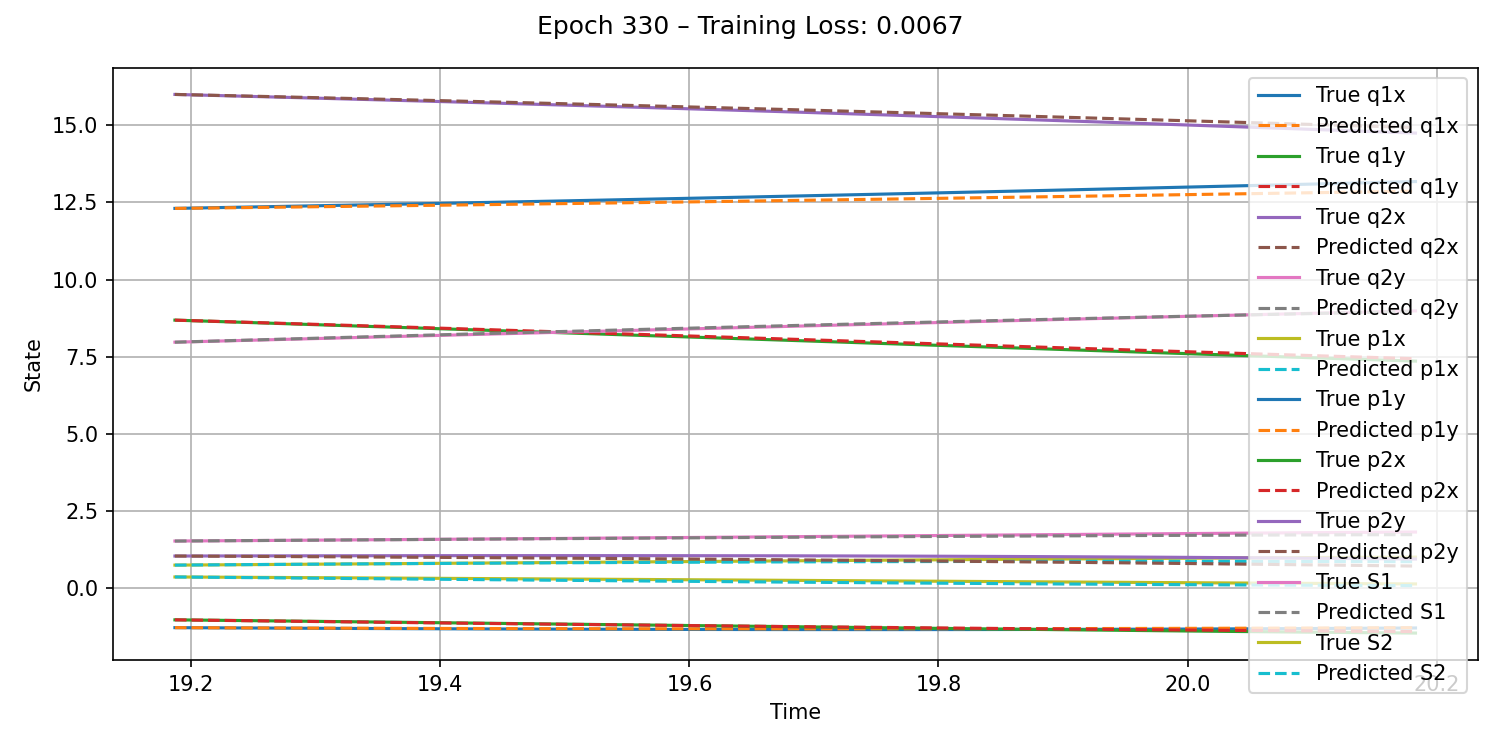 Epoch 330 – Training Loss: 0.0067
State
15.0
12.5
10.0
7.5
5.0
2.5
0.0
True q1x
Predicted q1x
True q1y
Predicted q1y
True q2x
Predicted q2x
True q2y
Predicted q2y
True p1x
Predicted p1x
True p1y
Predicted p1y
True p2x
Predicted p2x
True p2y
Predicted p2y
True S1
Predicted S1
True S2
Predicted S2
19.2
19.4
19.6
19.8
20.0
20.2
Time